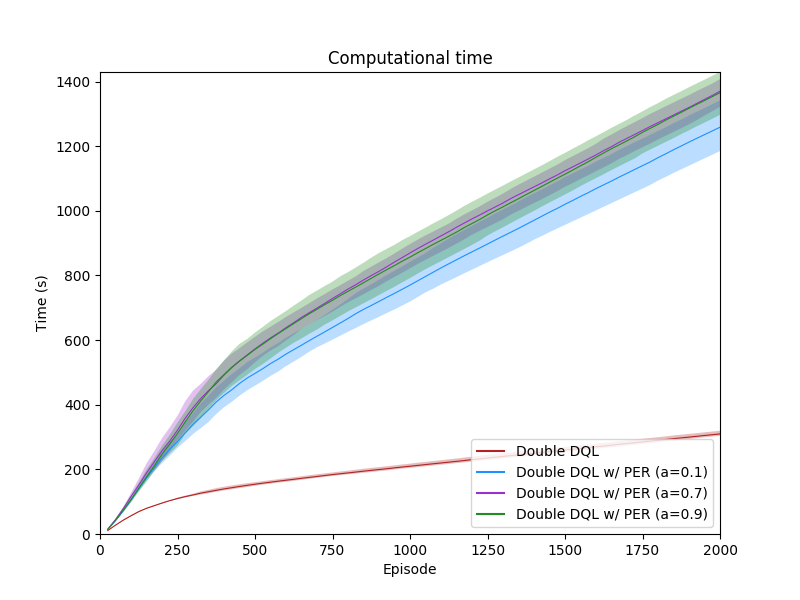 Computational time
Time (s)
1400
1200
1000
800
600
400
200
0
0 250 500 750 1000 1250 1500 1750 2000
Episode
Double DQL
Double DQL w/ PER (a=0.1)
Double DQL w/ PER (a=0.7)
Double DQL w/ PER (a=0.9)